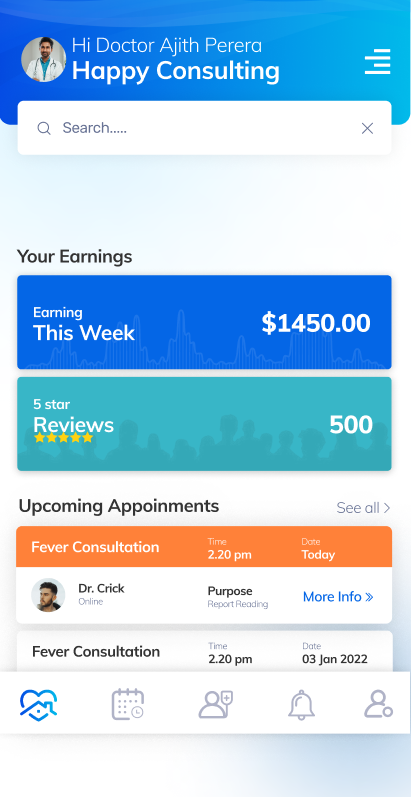 Hi Doctor Ajith Perera
Happy Consulting
Search.....
Your Earnings
Earning
This Week
$1450.00
5 star
Reviews
500
Upcoming Appoinments
See all
Fever Consultation
Time
2.20 pm
Date
Today
Dr. Crick
Online
Purpose
Report Reading
More Info
Fever Consultation
Time
2.20 pm
Date
03 Jan 2022